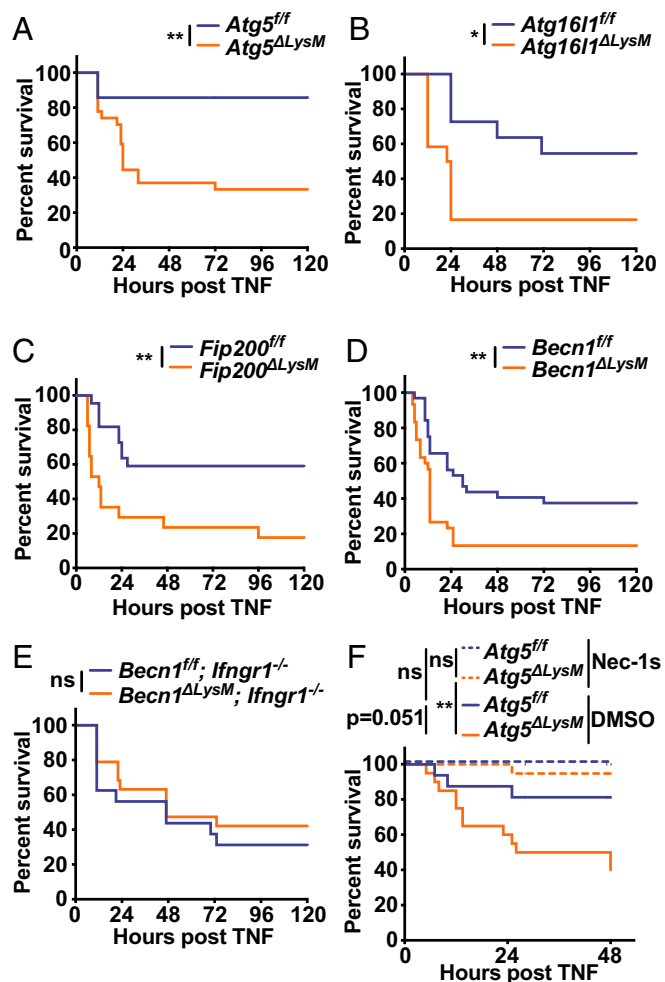 A
** Atg5f/f
Atg5ΔLysM
Percent survival
100
80
60
40
20
0
0 24 48 72 96 120
Hours post TNF
B
* Atg16l1f/f
Atg16l1ΔLysM
Percent survival
100
80
60
40
20
0
0 24 48 72 96 120
Hours post TNF
C
** Fip200f/f
Fip200ΔLysM
Percent survival
100
80
60
40
20
0
0 24 48 72 96 120
Hours post TNF
D
** Becn1f/f
Becn1ΔLysM
Percent survival
100
80
60
40
20
0
0 24 48 72 96 120
Hours post TNF
E
ns Becn1f/f; Ifngr1-/-
Becn1ΔLysM; Ifngr1-/-
Percent survival
100
80
60
40
20
0
0 24 48 72 96 120
Hours post TNF
F
ns ns Atg5f/f Nec-1s
Atg5ΔLysM
p=0.051 ** Atg5f/f DMSO
Atg5ΔLysM
Percent survival
100
80
60
40
20
0
0 24 48
Hours post TNF